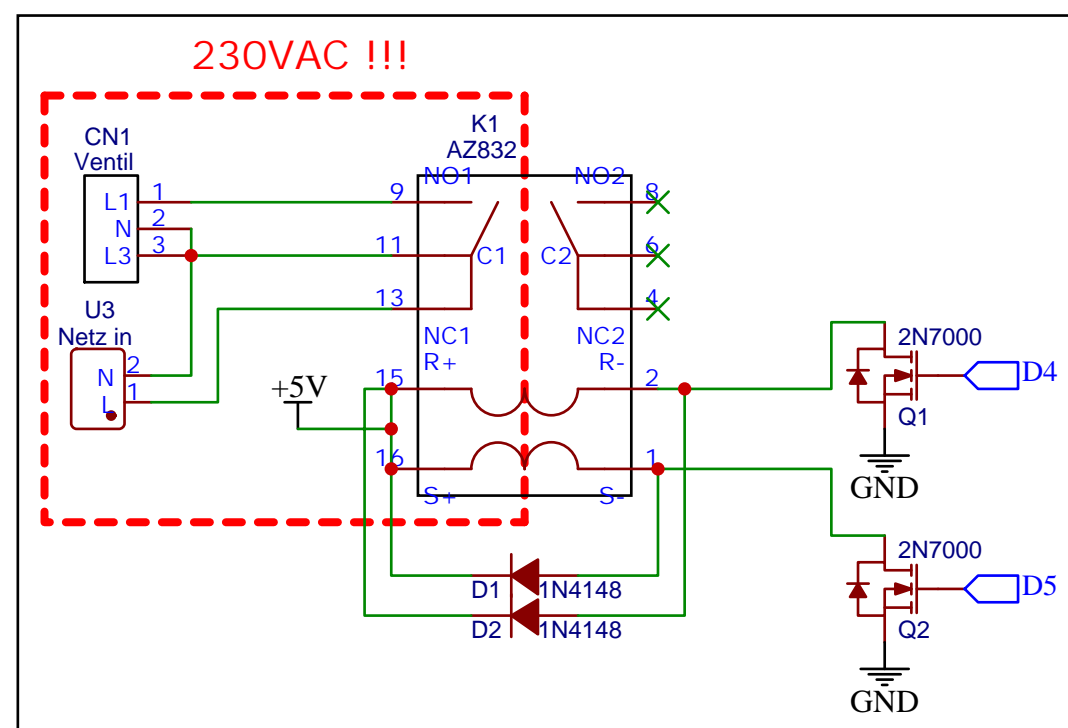 230VAC !!!
CN1
Ventil
L1 1
N 2
L3 3
U3
Netz in
N 2
L 1
K1
AZ832
NO1 NO2
9 8
11 C1 C2 6
13 4
NC1 NC2
R+ R-
15 2
+5V
16 1
S+ S-
D1 1N4148
D2 1N4148
2N7000
D4
Q1
GND
2N7000
D5
Q2
GND